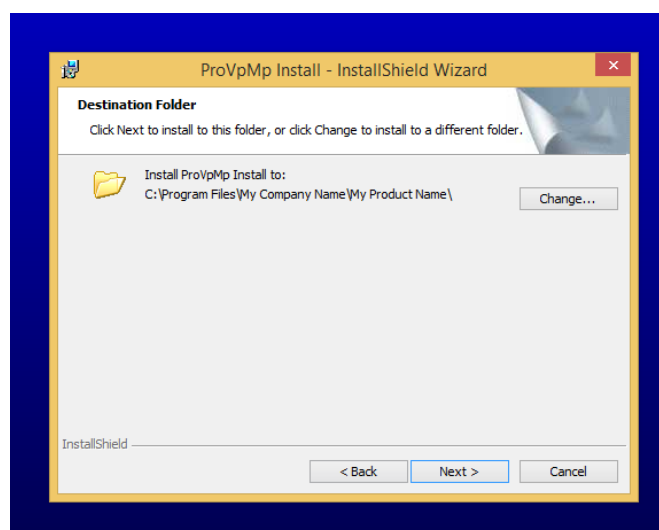 ProVpMp Install - InstallShield Wizard
Destination Folder
Click Next to install to this folder, or click Change to install to a different folder.
Install ProVpMp Install to:
C:\Program Files\My Company Name\My Product Name\
Change...
InstallShield
< Back
Next >
Cancel